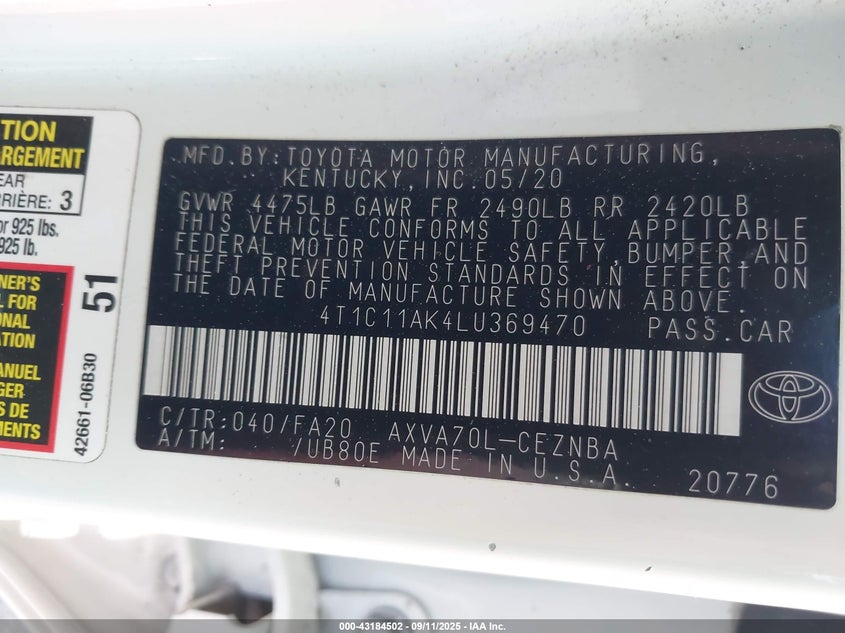 TION
ARGEMENT
EAR
RRIÈRE: 3
or 925 lbs.
925 lb.
NER'S
L FOR
ONAL
ATION
ANUEL
GER
S DE
EMENTS
51
42661-06B30
MFD.BY:TOYOTA MOTOR MANUFACTURING,
KENTUCKY,INC.05/20
GVWR 4475LB GAWR FR 2490LB RR 2420LB
THIS VEHICLE CONFORMS TO ALL APPLICABLE
FEDERAL MOTOR VEHICLE SAFETY,BUMPER,AND
THEFT PREVENTION STANDARDS IN EFFECT ON
THE DATE OF MANUFACTURE SHOWN ABOVE.
4T1C11AK4LU369470 PASS.CAR
C/TR:040/FA20 AXVA70L-CEZNBA
A/TM: /UB80E MADE IN U.S.A. 20776
000-43184502 - 09/11/2025 - IAA Inc.